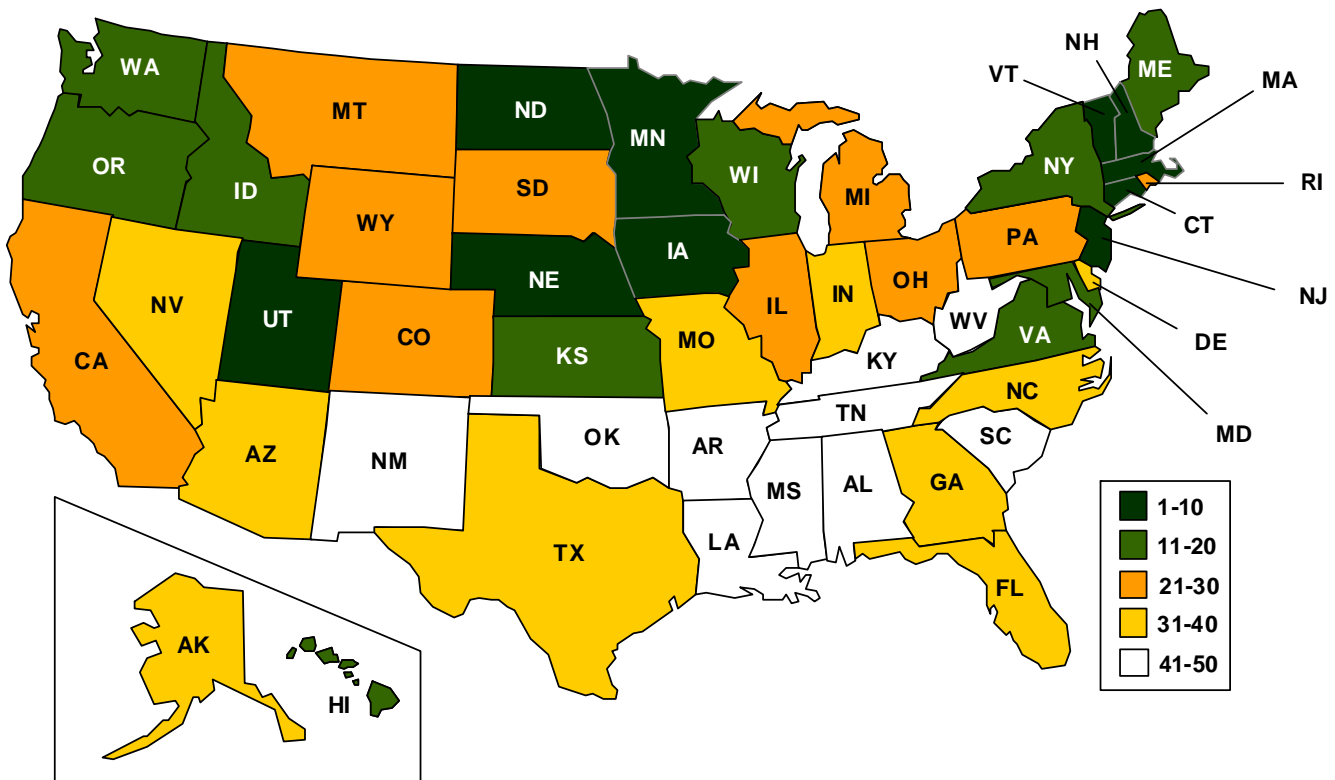 NH
ME
WA
VT
MA
MT
ND
MN
OR
NY
WI
ID
SD
RI
MI
WY
CT
PA
IA
NE
OH
NV
IN
NJ
IL
UT
WV
CO
VA
DE
MO
KS
CA
KY
NC
TN
MD
SC
OK
AR
AZ
NM
GA
AL
MS
1-10
LA
11-20
TX
FL
21-30
31-40
AK
41-50
HI